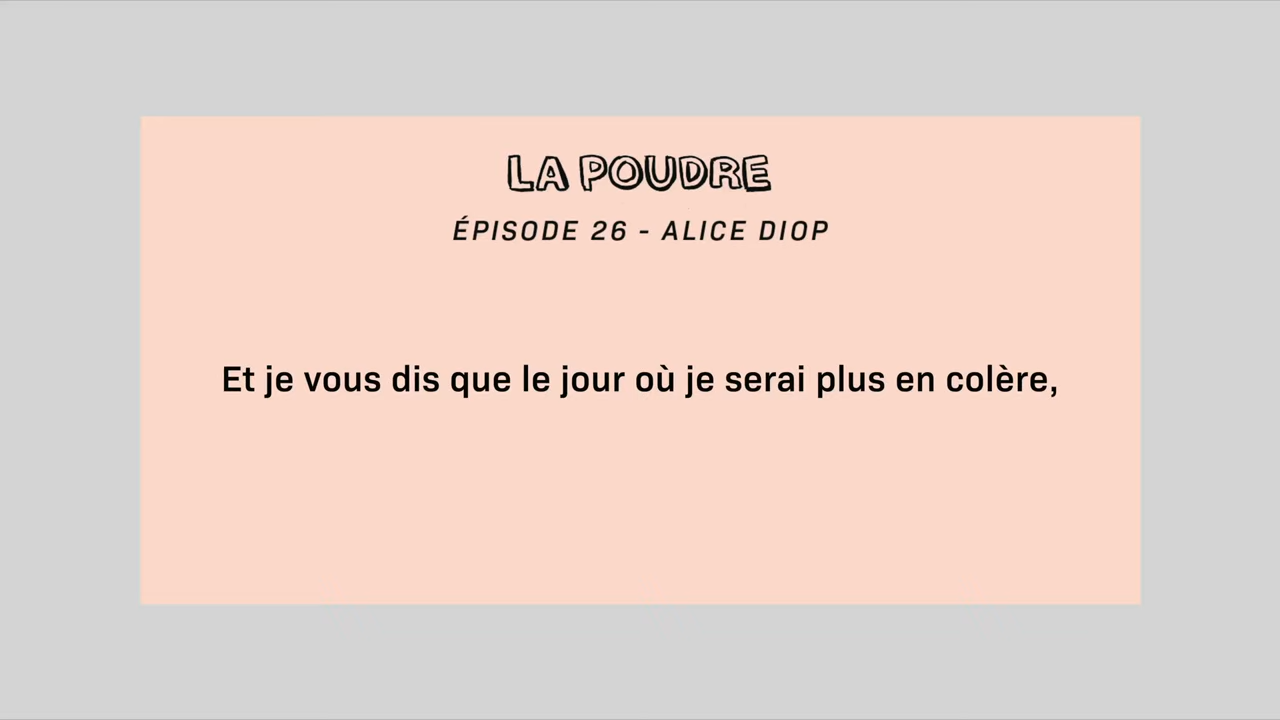 LA POUDRE
ÉPISODE 26 - ALICE DIOP
Et je vous dis que le jour où je serai plus en colère,